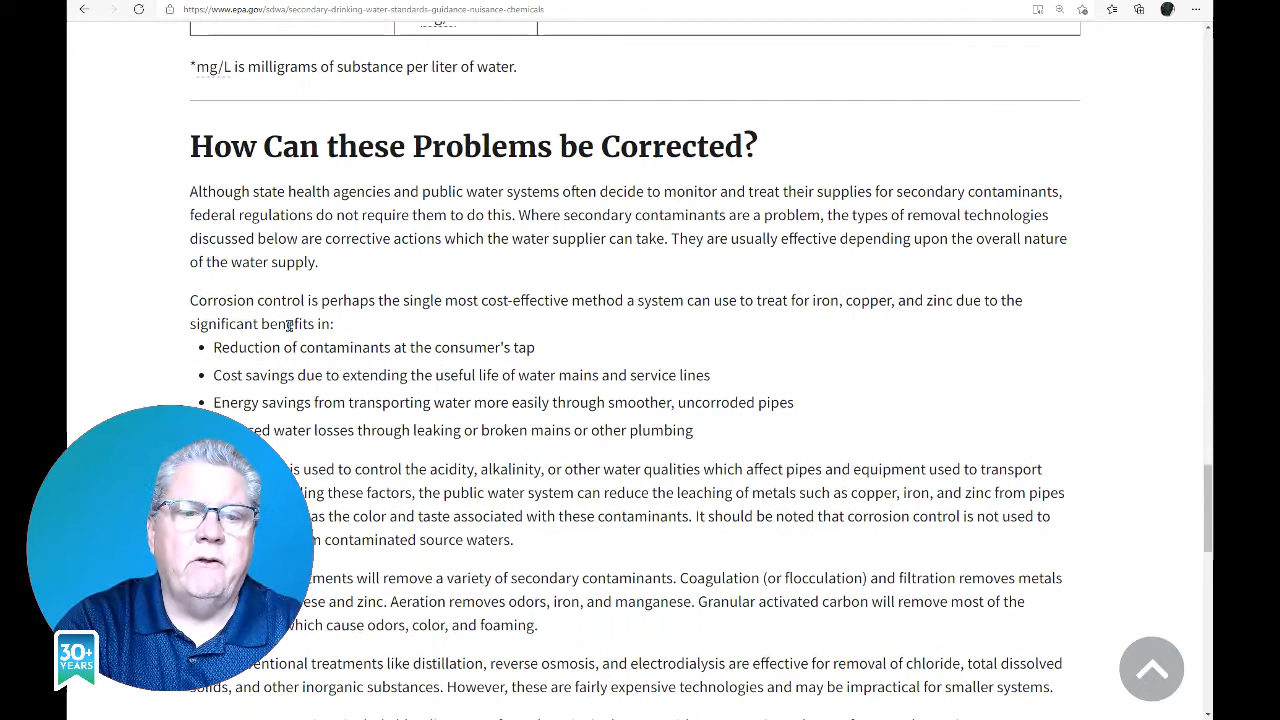 https://www.epa.gov/sdwa/secondary-drinking-water-standards-guidance-nuisance-chemicals
*mg/L is milligrams of substance per liter of water.
How Can these Problems be Corrected?
Although state health agencies and public water systems often decide to monitor and treat their supplies for secondary contaminants,
federal regulations do not require them to do this. Where secondary contaminants are a problem, the types of removal technologies
discussed below are corrective actions which the water supplier can take. They are usually effective depending upon the overall nature
of the water supply.
Corrosion control is perhaps the single most cost-effective method a system can use to treat for iron, copper, and zinc due to the
significant benefits in:
• Reduction of contaminants at the consumer's tap
• Cost savings due to extending the useful life of water mains and service lines
• Energy savings from transporting water more easily through smoother, uncorroded pipes
water losses through leaking or broken mains or other plumbing
is used to control the acidity, alkalinity, or other water qualities which affect pipes and equipment used to transport
these factors, the public water system can reduce the leaching of metals such as copper, iron, and zinc from pipes
as the color and taste associated with these contaminants. It should be noted that corrosion control is not used to
contaminated source waters.
will remove a variety of secondary contaminants. Coagulation (or flocculation) and filtration removes metals
and zinc. Aeration removes odors, iron, and manganese. Granular activated carbon will remove most of the
which cause odors, color, and foaming.
treatments like distillation, reverse osmosis, and electrodialysis are effective for removal of chloride, total dissolved
solids, and other inorganic substances. However, these are fairly expensive technologies and may be impractical for smaller systems.
30+
YEARS